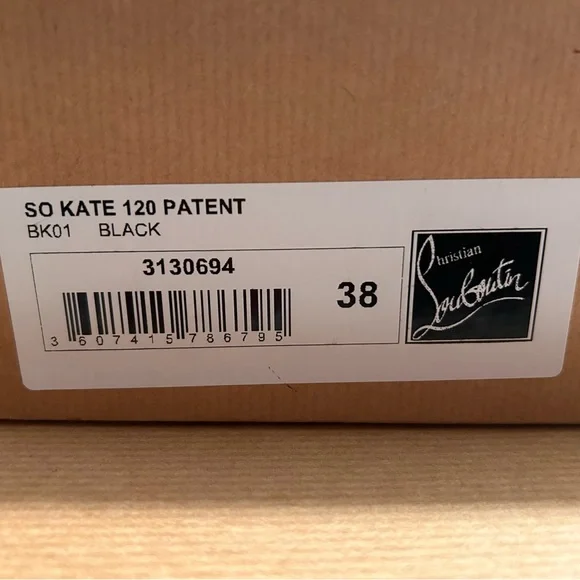 SO KATE 120 PATENT
BK01 BLACK
3130694
38
3 607415 786795
Christian
Louboutin